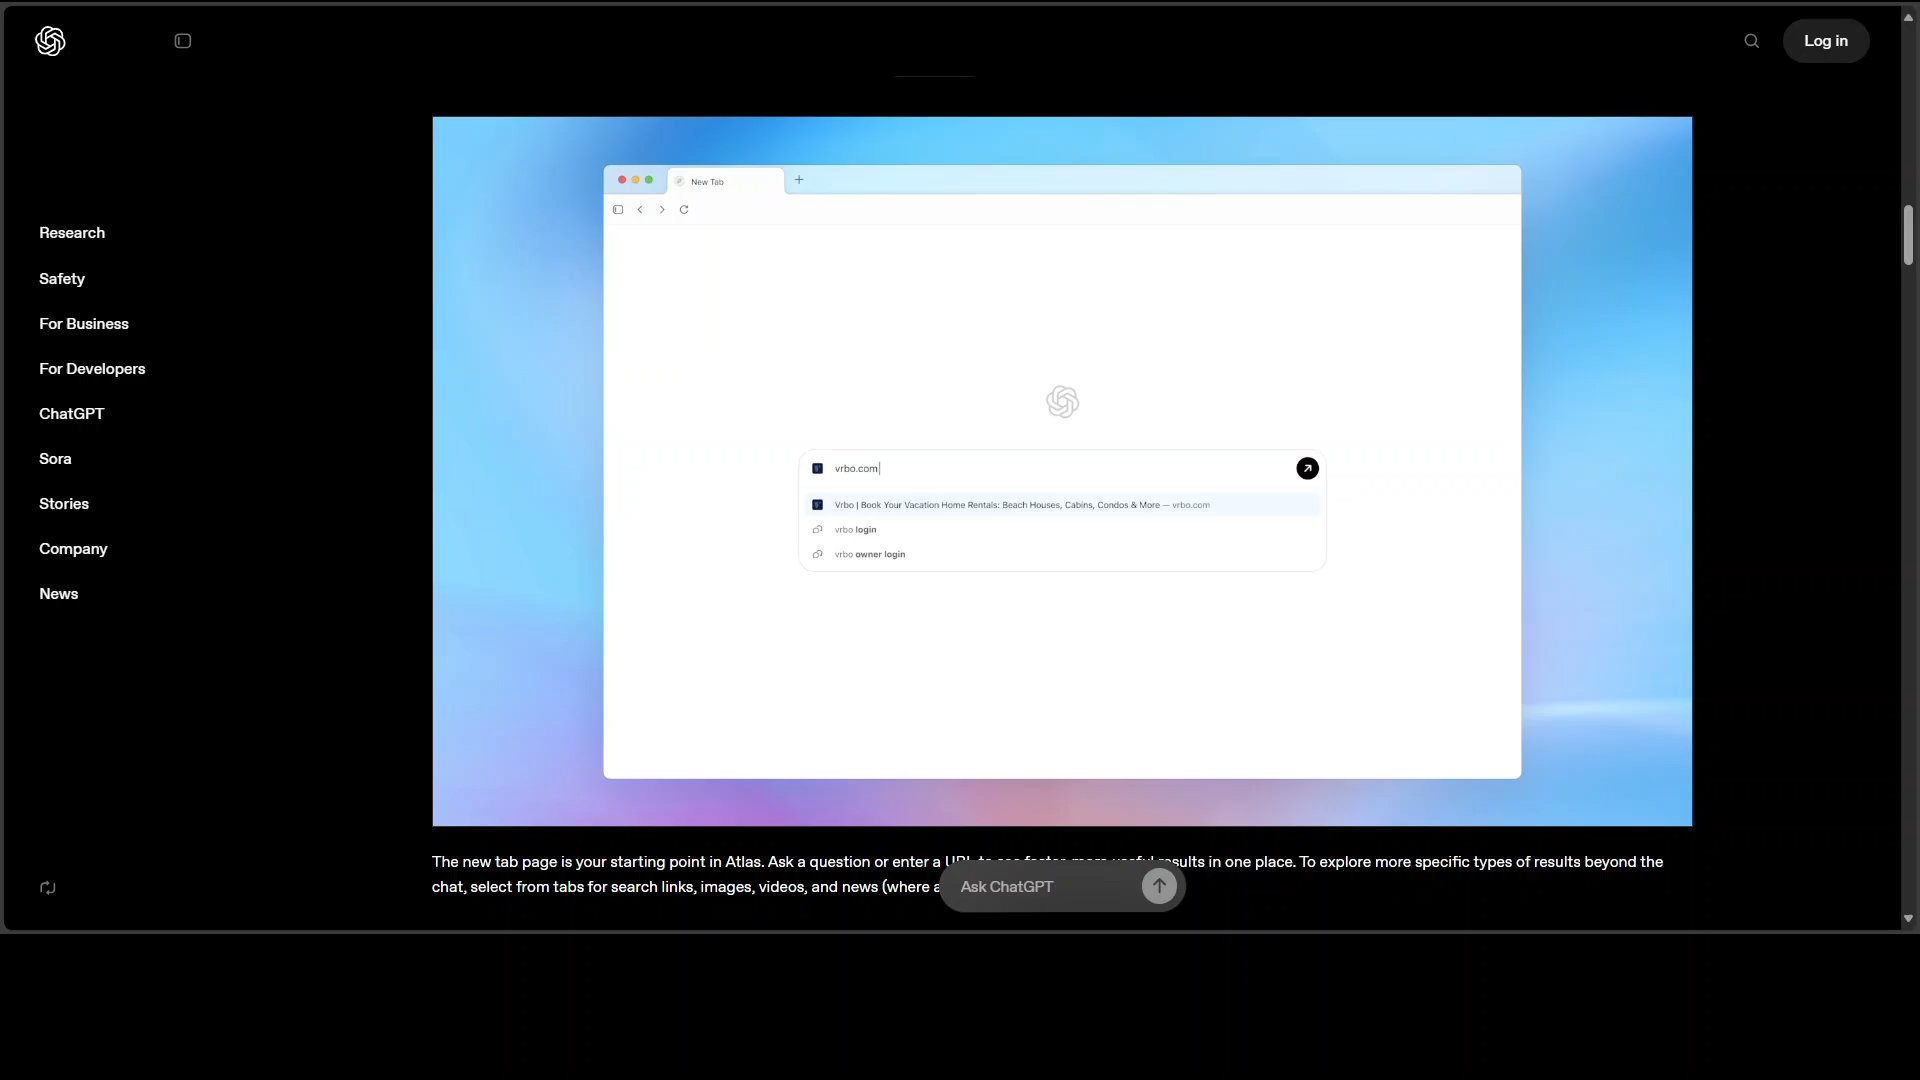 Log in
Research
Safety
For Business
For Developers
ChatGPT
Sora
Stories
Company
News
New Tab
vrbo.com
Vrbo | Book Your Vacation Home Rentals: Beach Houses, Cabins, Condos & More — vrbo.com
vrbo login
vrbo owner login
The new tab page is your starting point in Atlas. Ask a question or enter a results in one place. To explore more specific types of results beyond the
chat, select from tabs for search links, images, videos, and news (where
Ask ChatGPT